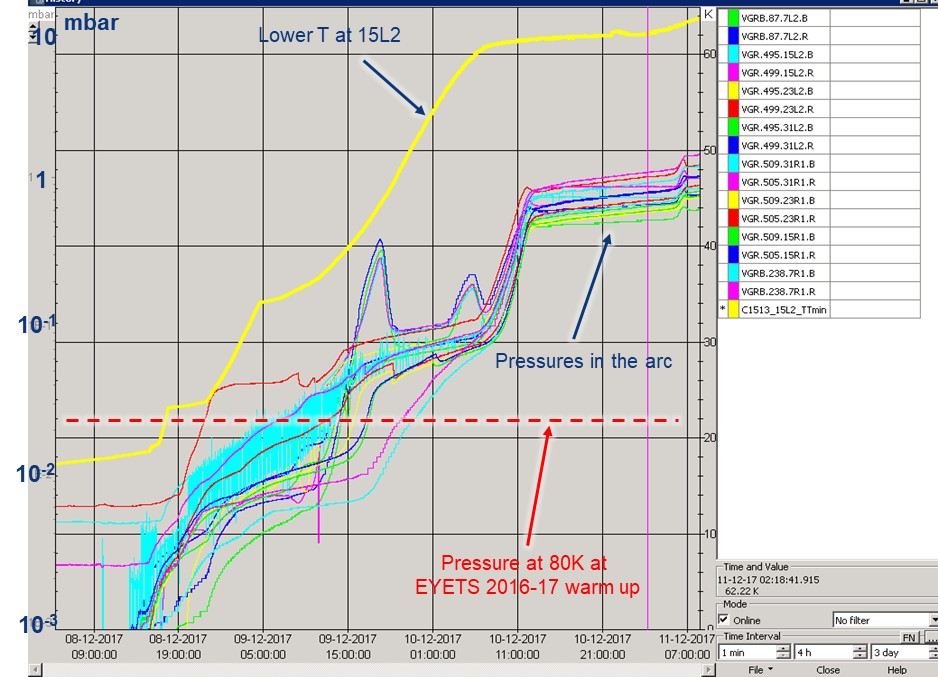 History
mbar
mbar
K
10
1
1
10-1
10-2
10-3
60
50
40
30
20
10
0
Lower T at 15L2
Pressures in the arc
Pressure at 80K at
EYETS 2016-17 warm up
08-12-2017 08-12-2017 09-12-2017 09-12-2017 10-12-2017 10-12-2017 10-12-2017 11-12-2017
09:00:00 19:00:00 05:00:00 15:00:00 01:00:00 11:00:00 21:00:00 07:00:00
VGRB.87.7L2.B
VGRB.87.7L2.R
VGR.495.15L2.B
VGR.499.15L2.R
VGR.495.23L2.B
VGR.499.23L2.R
VGR.495.31L2.B
VGR.499.31L2.R
VGR.509.31R1.B
VGR.505.31R1.R
VGR.509.23R1.B
VGR.505.23R1.R
VGR.509.15R1.B
VGR.505.15R1.R
VGRB.238.7R1.B
VGRB.238.7R1.R
* C1513_15L2_TTmin
Time and Value
11-12-17 02:18:41.915
62.22 K
Mode
Online No filter
Time Interval FN ...
1 min 4 h 3 day
File Close Help